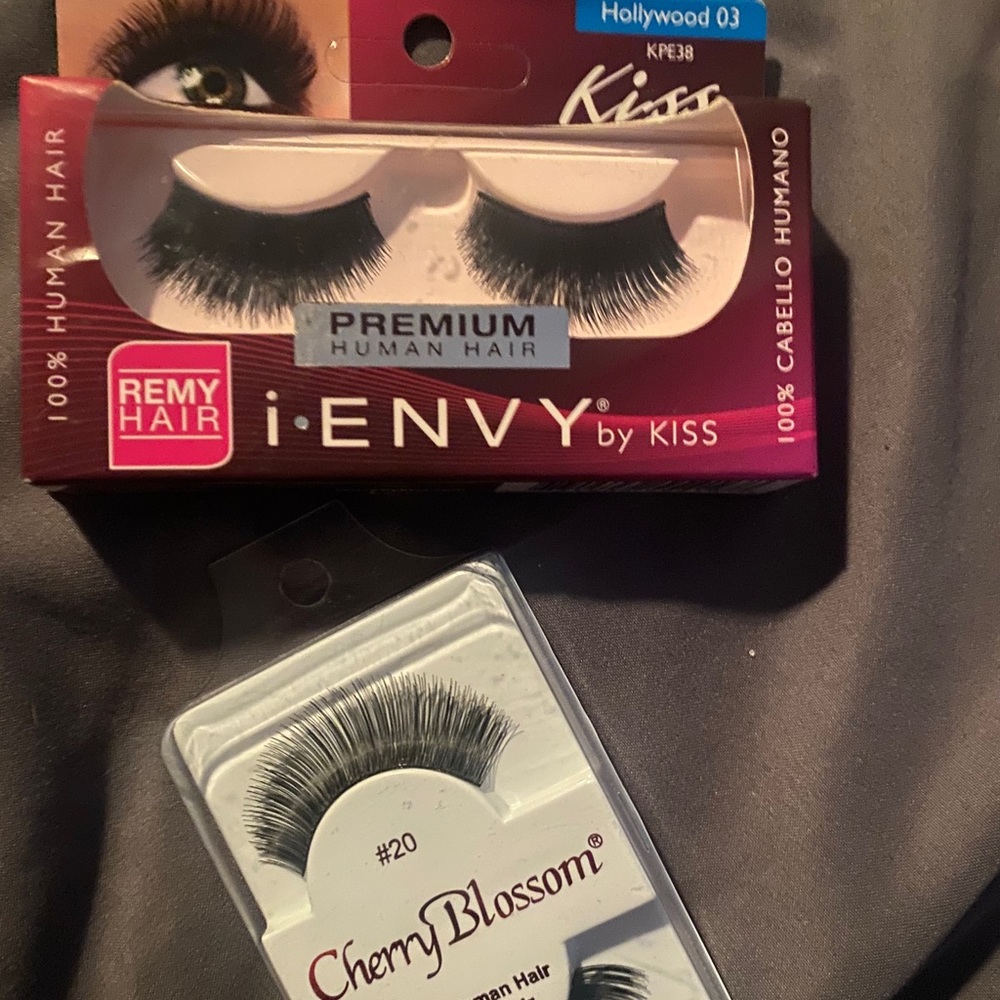 Hollywood 03
KPE38
Kiss
100% HUMAN HAIR
100% CABELLO HUMANO
PREMIUM
HUMAN HAIR
REMY
HAIR
i·ENVY® by KISS
#20
Cherry Blossom®
Hair